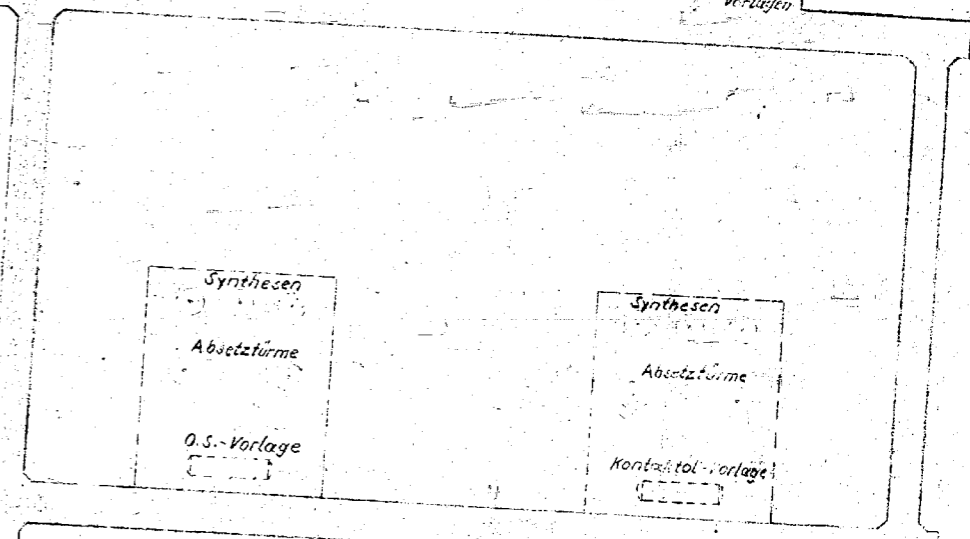 Vorlagen
Synthesen
Absetztürme
O.S.-Vorlage
Synthesen
Absetztürme
Kontaktöl-Vorlage